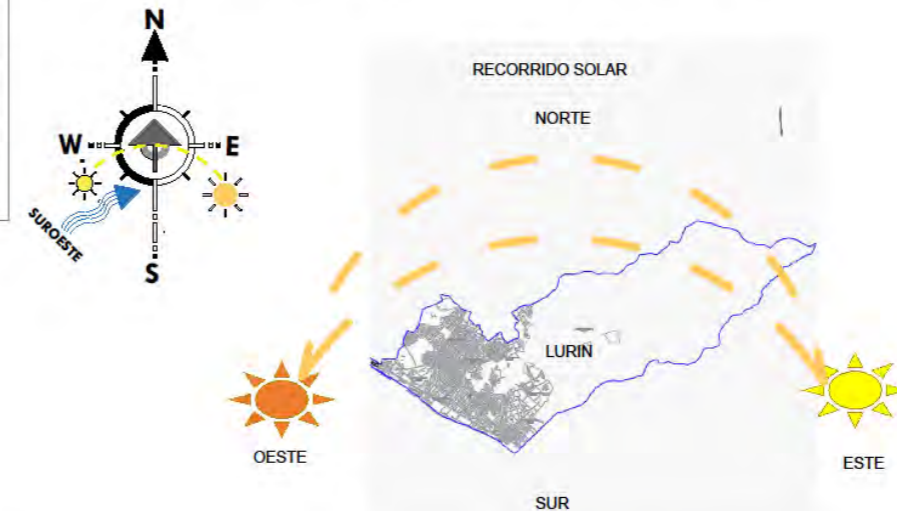 N
W
E
SUROESTE
S
RECORRIDO SOLAR
NORTE
LURIN
OESTE
ESTE
SUR